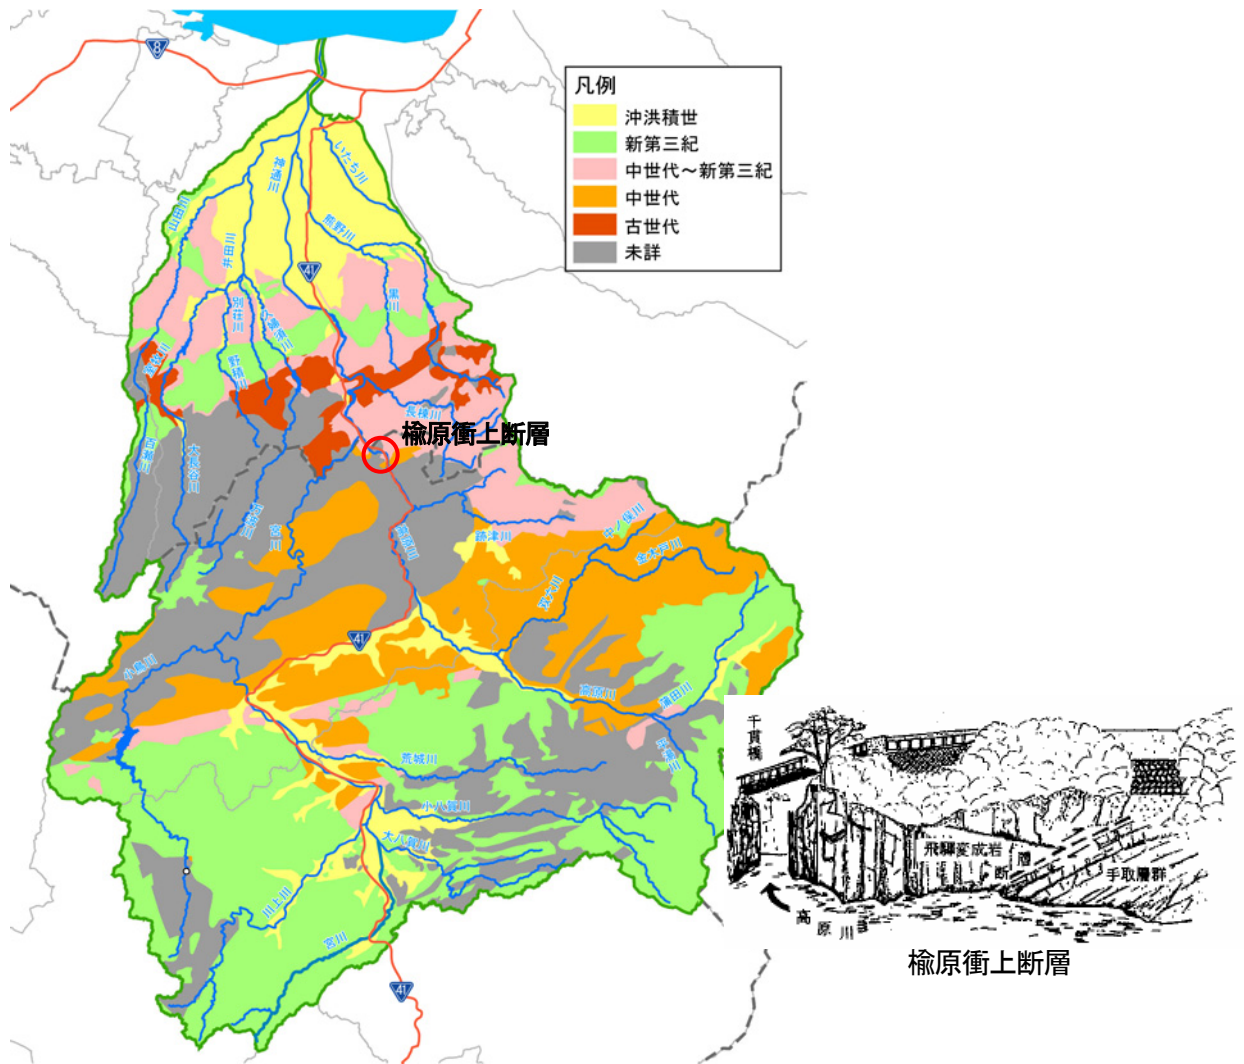 8
凡例
沖洪積世
新第三紀
中世代～新第三紀
中世代
古世代
未詳
いたち川
神通川
山田川
熊野川
井田川
41
黒川
別荘川
久婦須川
野積川
室牧川
長棟川
楡原衝上断層
百瀬川
大長谷川
宮川
高原川
跡津川
中ノ保川
金木戸川
双六川
41
小鳥川
高原川
蒲田川
荒城川
小八賀川
大八賀川
川上川
宮川
41
千貫橋
飛騨変成岩
断層
手取層群
高原川
楡原衝上断層